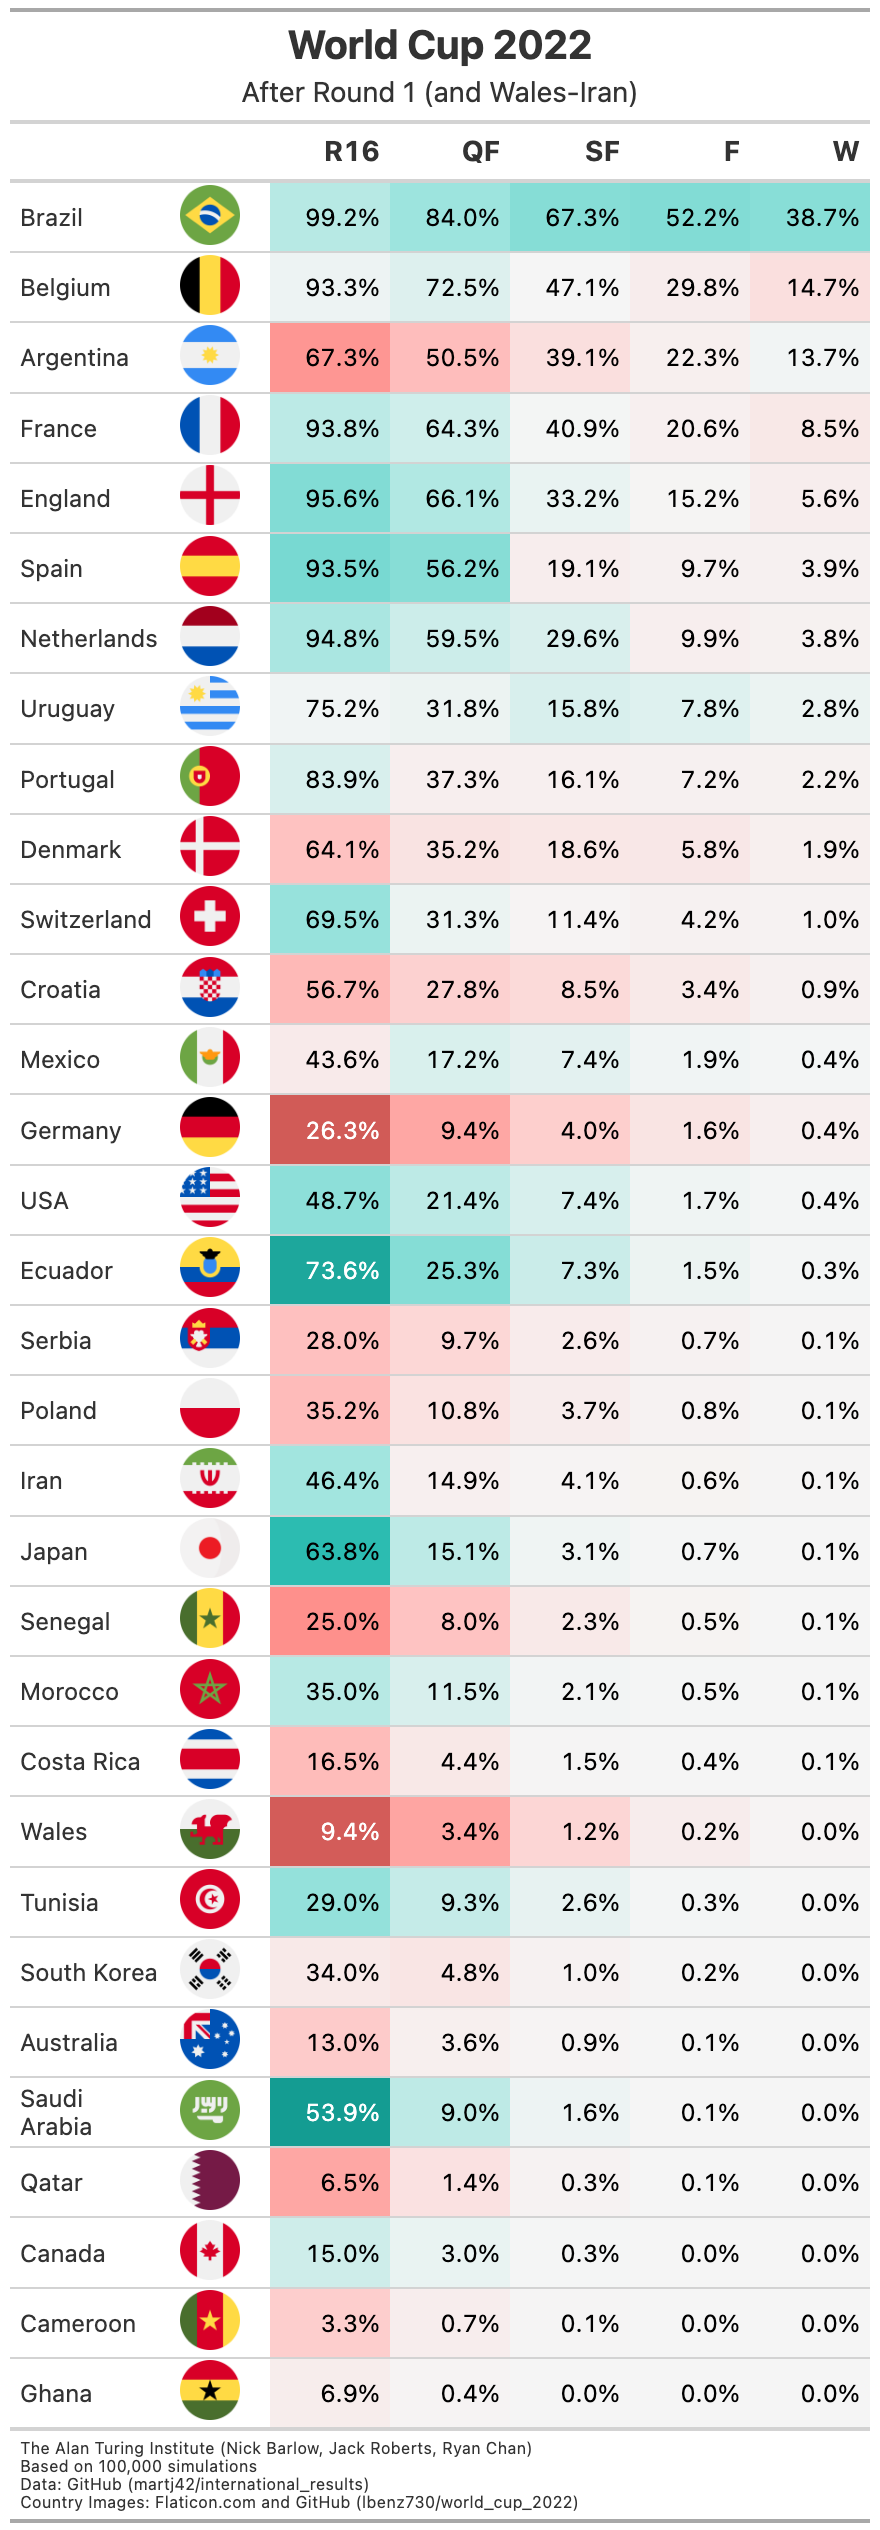 World Cup 2022
After Round 1 (and Wales-Iran)
R16 QF SF F W
Brazil 99.2% 84.0% 67.3% 52.2% 38.7%
Belgium 93.3% 72.5% 47.1% 29.8% 14.7%
Argentina 67.3% 50.5% 39.1% 22.3% 13.7%
France 93.8% 64.3% 40.9% 20.6% 8.5%
England 95.6% 66.1% 33.2% 15.2% 5.6%
Spain 93.5% 56.2% 19.1% 9.7% 3.9%
Netherlands 94.8% 59.5% 29.6% 9.9% 3.8%
Uruguay 75.2% 31.8% 15.8% 7.8% 2.8%
Portugal 83.9% 37.3% 16.1% 7.2% 2.2%
Denmark 64.1% 35.2% 18.6% 5.8% 1.9%
Switzerland 69.5% 31.3% 11.4% 4.2% 1.0%
Croatia 56.7% 27.8% 8.5% 3.4% 0.9%
Mexico 43.6% 17.2% 7.4% 1.9% 0.4%
Germany 26.3% 9.4% 4.0% 1.6% 0.4%
USA 48.7% 21.4% 7.4% 1.7% 0.4%
Ecuador 73.6% 25.3% 7.3% 1.5% 0.3%
Serbia 28.0% 9.7% 2.6% 0.7% 0.1%
Poland 35.2% 10.8% 3.7% 0.8% 0.1%
Iran 46.4% 14.9% 4.1% 0.6% 0.1%
Japan 63.8% 15.1% 3.1% 0.7% 0.1%
Senegal 25.0% 8.0% 2.3% 0.5% 0.1%
Morocco 35.0% 11.5% 2.1% 0.5% 0.1%
Costa Rica 16.5% 4.4% 1.5% 0.4% 0.1%
Wales 9.4% 3.4% 1.2% 0.2% 0.0%
Tunisia 29.0% 9.3% 2.6% 0.3% 0.0%
South Korea 34.0% 4.8% 1.0% 0.2% 0.0%
Australia 13.0% 3.6% 0.9% 0.1% 0.0%
Saudi
Arabia 53.9% 9.0% 1.6% 0.1% 0.0%
Qatar 6.5% 1.4% 0.3% 0.1% 0.0%
Canada 15.0% 3.0% 0.3% 0.0% 0.0%
Cameroon 3.3% 0.7% 0.1% 0.0% 0.0%
Ghana 6.9% 0.4% 0.0% 0.0% 0.0%
The Alan Turing Institute (Nick Barlow, Jack Roberts, Ryan Chan)
Based on 100,000 simulations
Data: GitHub (martj42/international_results)
Country Images: Flaticon.com and GitHub (lbenz730/world_cup_2022)